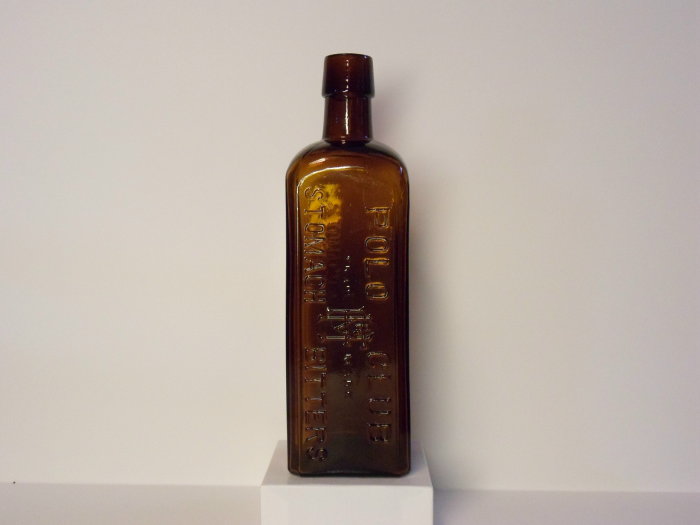 POLO CLUB
STOMACH BITTERS